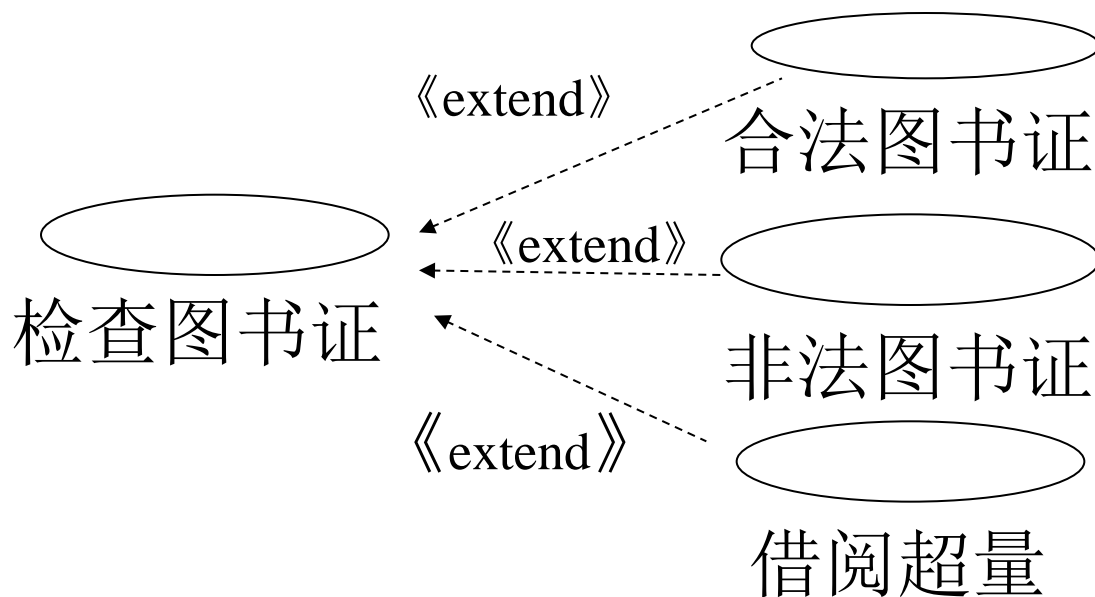 《extend》
合法图书证
《extend》
检查图书证
非法图书证
《extend》
借阅超量